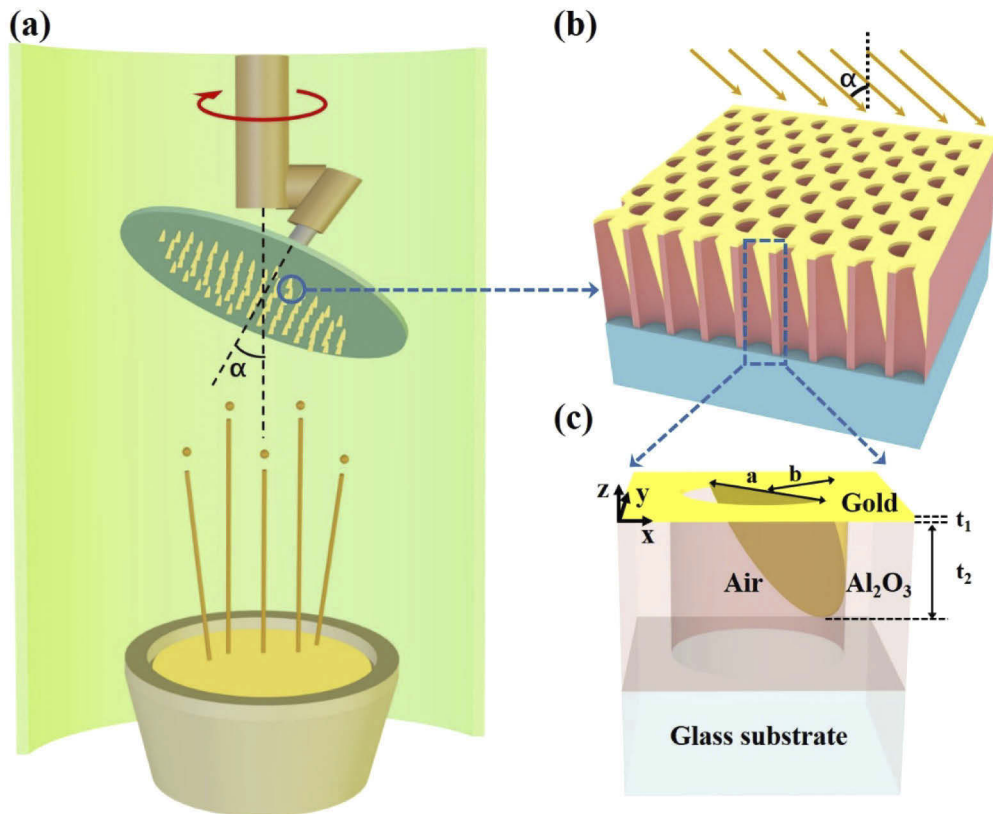 (a)
α
(b)
α
(c)
a
b
z
y
x
Gold
t₁
t₂
Air
Al₂O₃
Glass substrate